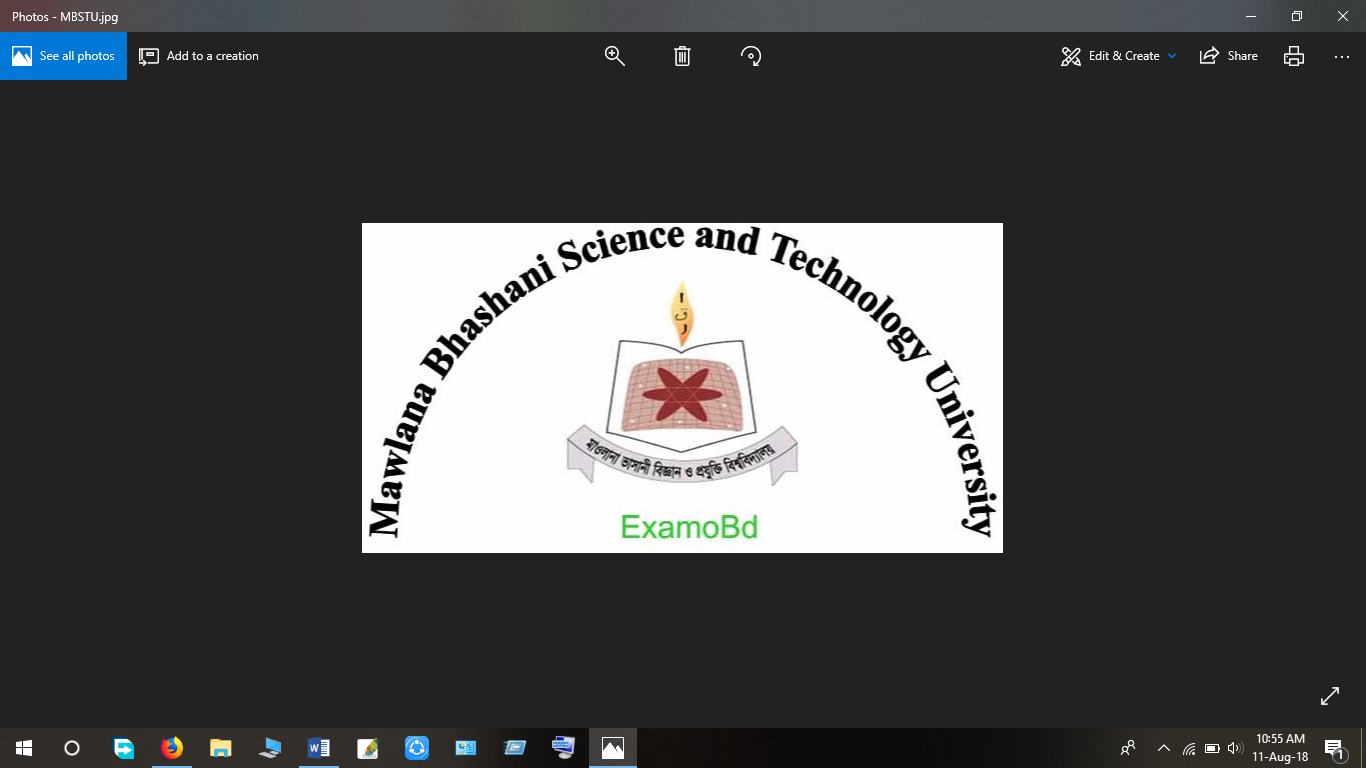 Photos - MBSTU.jpg
See all photos
Add to a creation
Edit & Create
Share
Mawlana Bhashani Science and Technology University
মাওলানা ভাসানী বিজ্ঞান ও প্রযুক্তি বিশ্ববিদ্যালয়
ExamoBd
10:55 AM
11-Aug-18
1